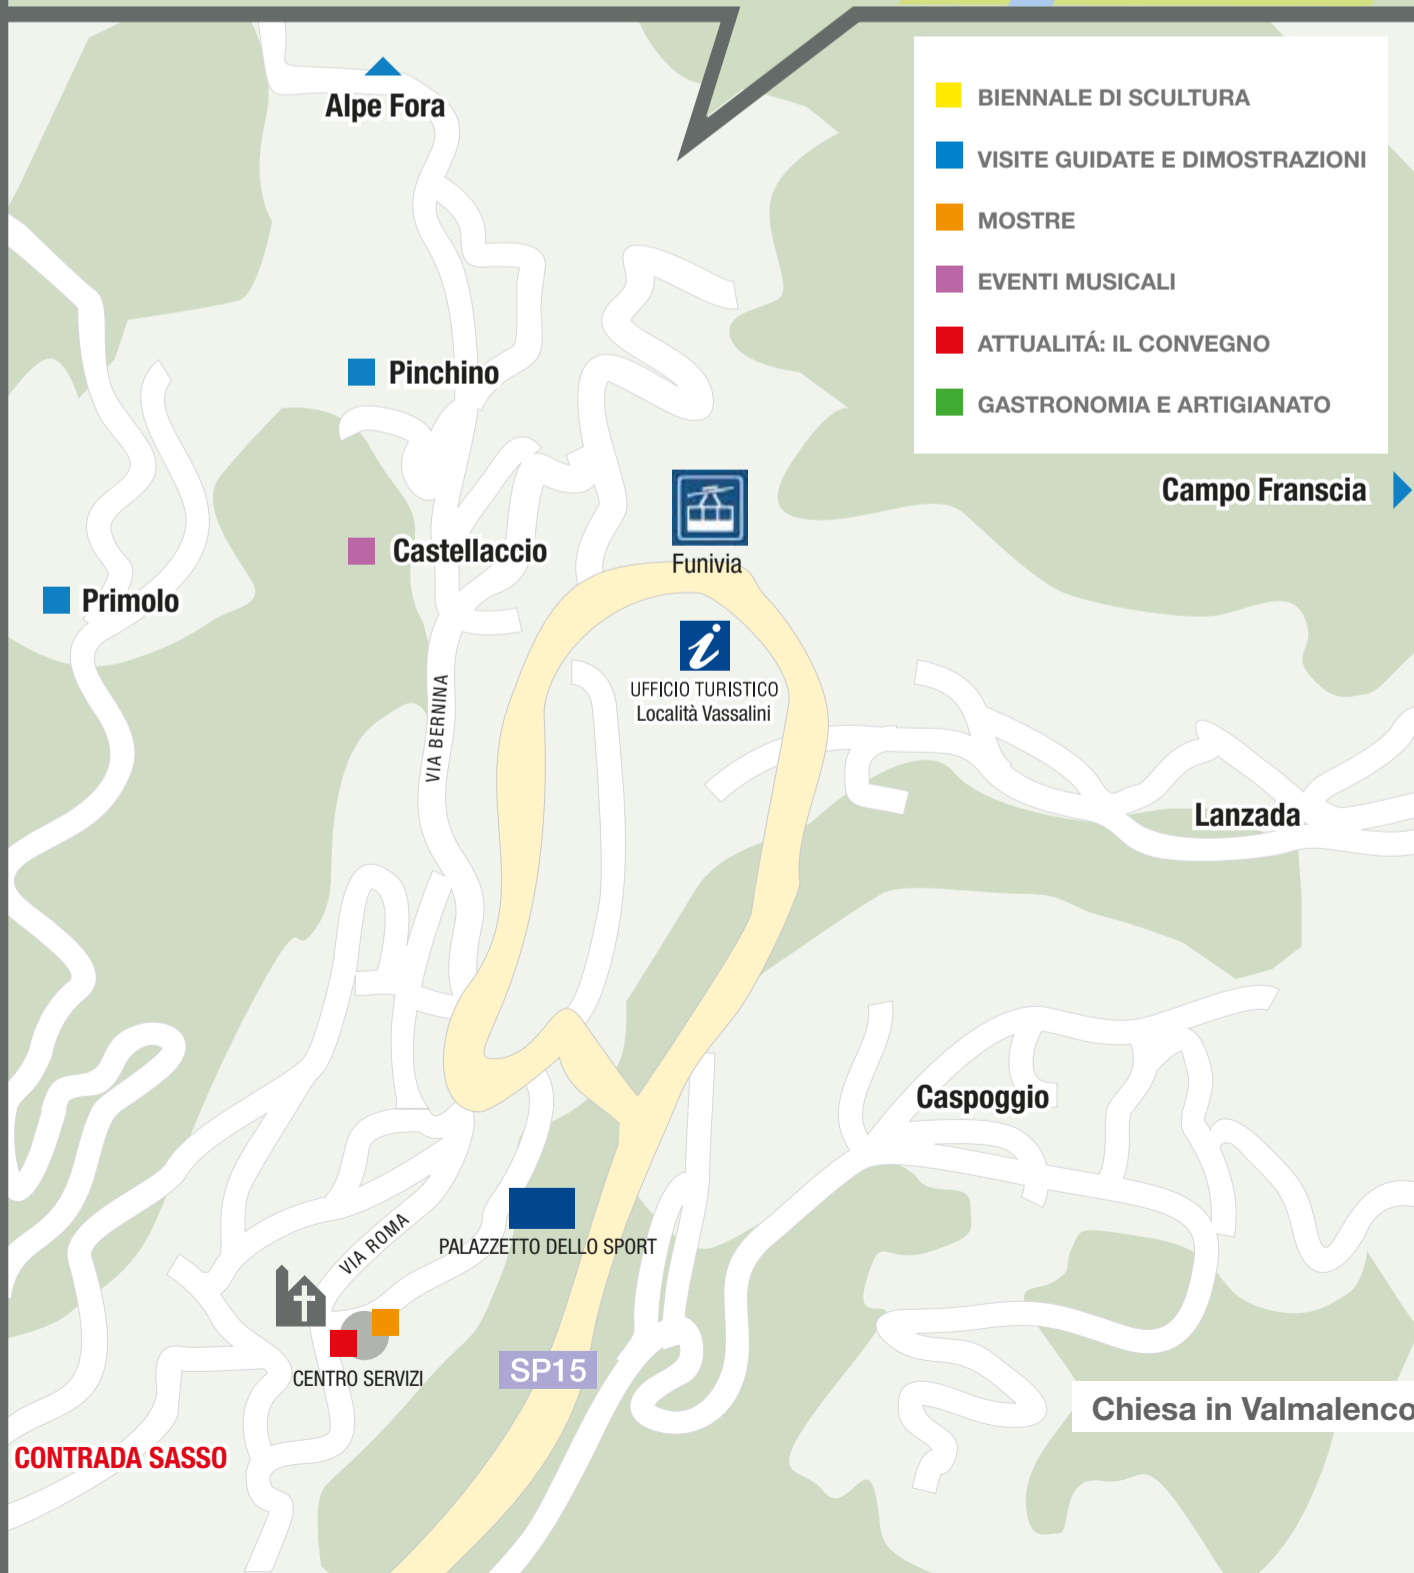 Alpe Fora
BIENNALE DI SCULTURA
VISITE GUIDATE E DIMOSTRAZIONI
MOSTRE
EVENTI MUSICALI
ATTUALITÁ: IL CONVEGNO
GASTRONOMIA E ARTIGIANATO
Pinchino
Campo Franscia
Castellaccio
Funivia
Primolo
i
UFFICIO TURISTICO
Località Vassalini
VIA BERNINA
Lanzada
Caspoggio
VIA ROMA
PALAZZETTO DELLO SPORT
CENTRO SERVIZI
SP15
Chiesa in Valmalenco
CONTRADA SASSO